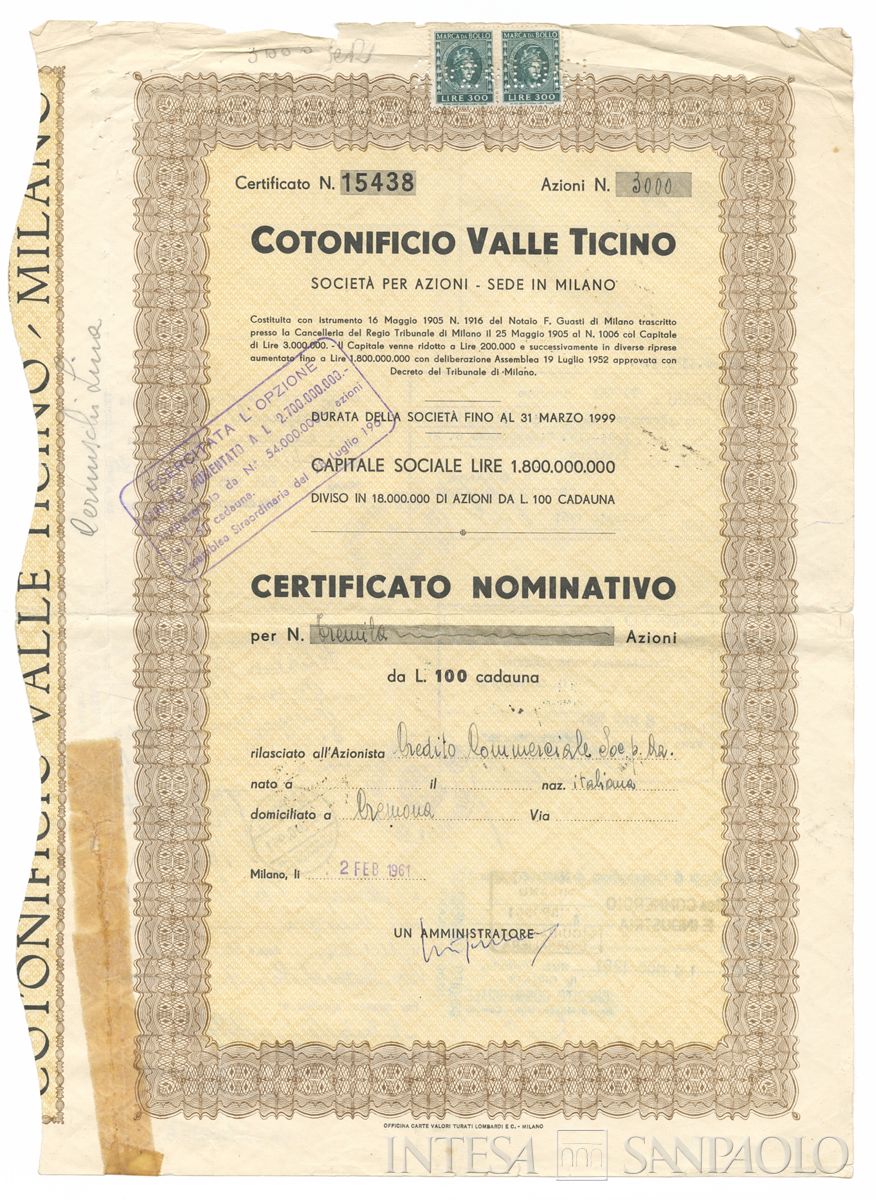 3000
MARCA DA BOLLO MARCA DA BOLLO
LIRE 300 LIRE 300
Certificato N. 15438 Azioni N. 3000
COTONIFICIO VALLE TICINO
SOCIETÀ PER AZIONI - SEDE IN MILANO
Costituita con istrumento 16 Maggio 1905 N. 1916 del Notaio F. Guasti di Milano trascritto
presso la Cancelleria del Regio Tribunale di Milano il 25 Maggio 1905 al N. 1006 col Capitale
di Lire 3.000.000. - Il Capitale venne ridotto a Lire 200.000 e successivamente in diverse riprese
aumentato fino a Lire 1.800.000.000 con deliberazione Assemblea 19 Luglio 1952 approvata con
Decreto del Tribunale di Milano.
DURATA DELLA SOCIETÀ FINO AL 31 MARZO 1999
CAPITALE SOCIALE LIRE 1.800.000.000
DIVISO IN 18.000.000 DI AZIONI DA L. 100 CADAUNA
ESERCITATA L'OPZIONE
AUMENTATO A L. 2.700.000.000.-
da N° 54.000.000 azioni
cadauna.
Straordinaria del Luglio
CERTIFICATO NOMINATIVO
per N. tremila Azioni
da L. 100 cadauna
rilasciato all'Azionista Credito Commerciale Soc. p. Az.
nato a il naz. italiana
domiciliato a Cremona Via
Milano, li 2 FEB 1961
UN AMMINISTRATORE
OFFICINA CARTE VALORI TURATI LOMBARDI E C. - MILANO
COTONIFICIO VALLE TICINO - MILANO
Cernuschi Lina
INTESA SANPAOLO